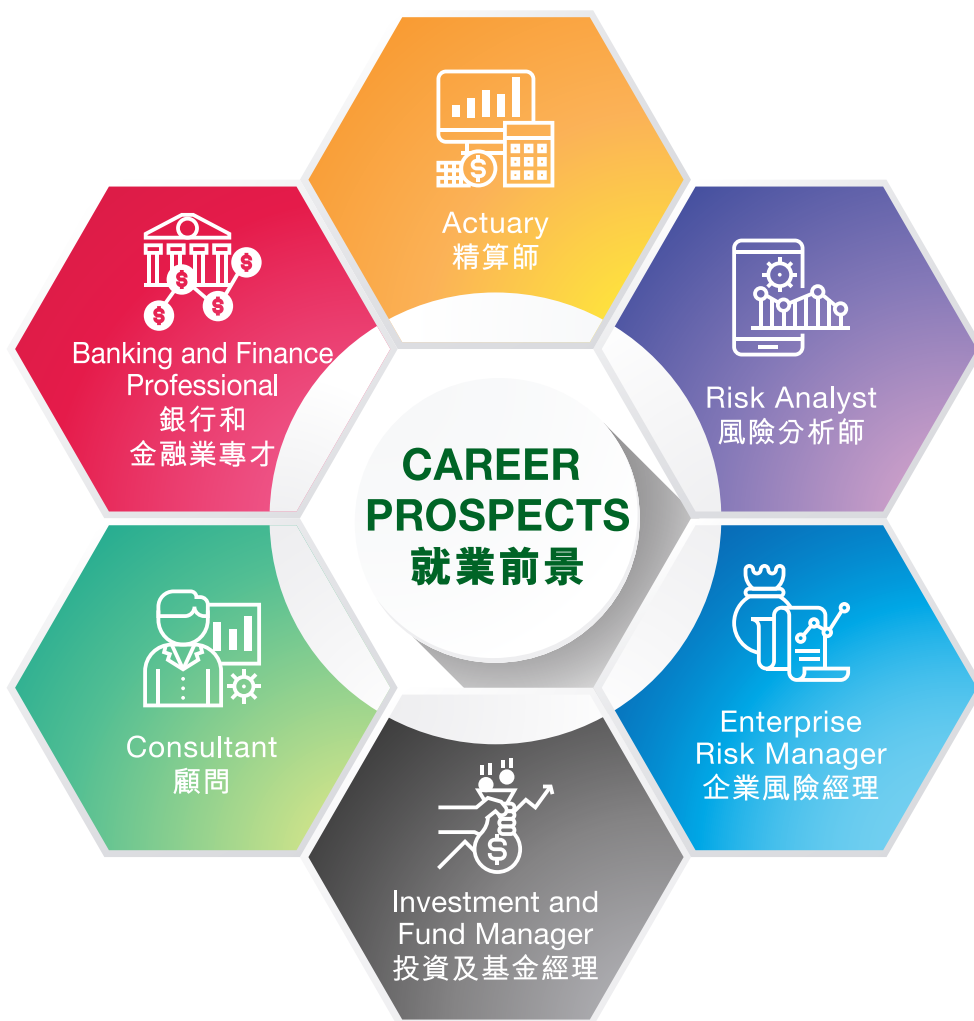 Actuary
精算師
Banking and Finance
Professional
銀行和
金融業專才
Risk Analyst
風險分析師
CAREER
PROSPECTS
就業前景
Consultant
顧問
Enterprise
Risk Manager
企業風險經理
Investment and
Fund Manager
投資及基金經理